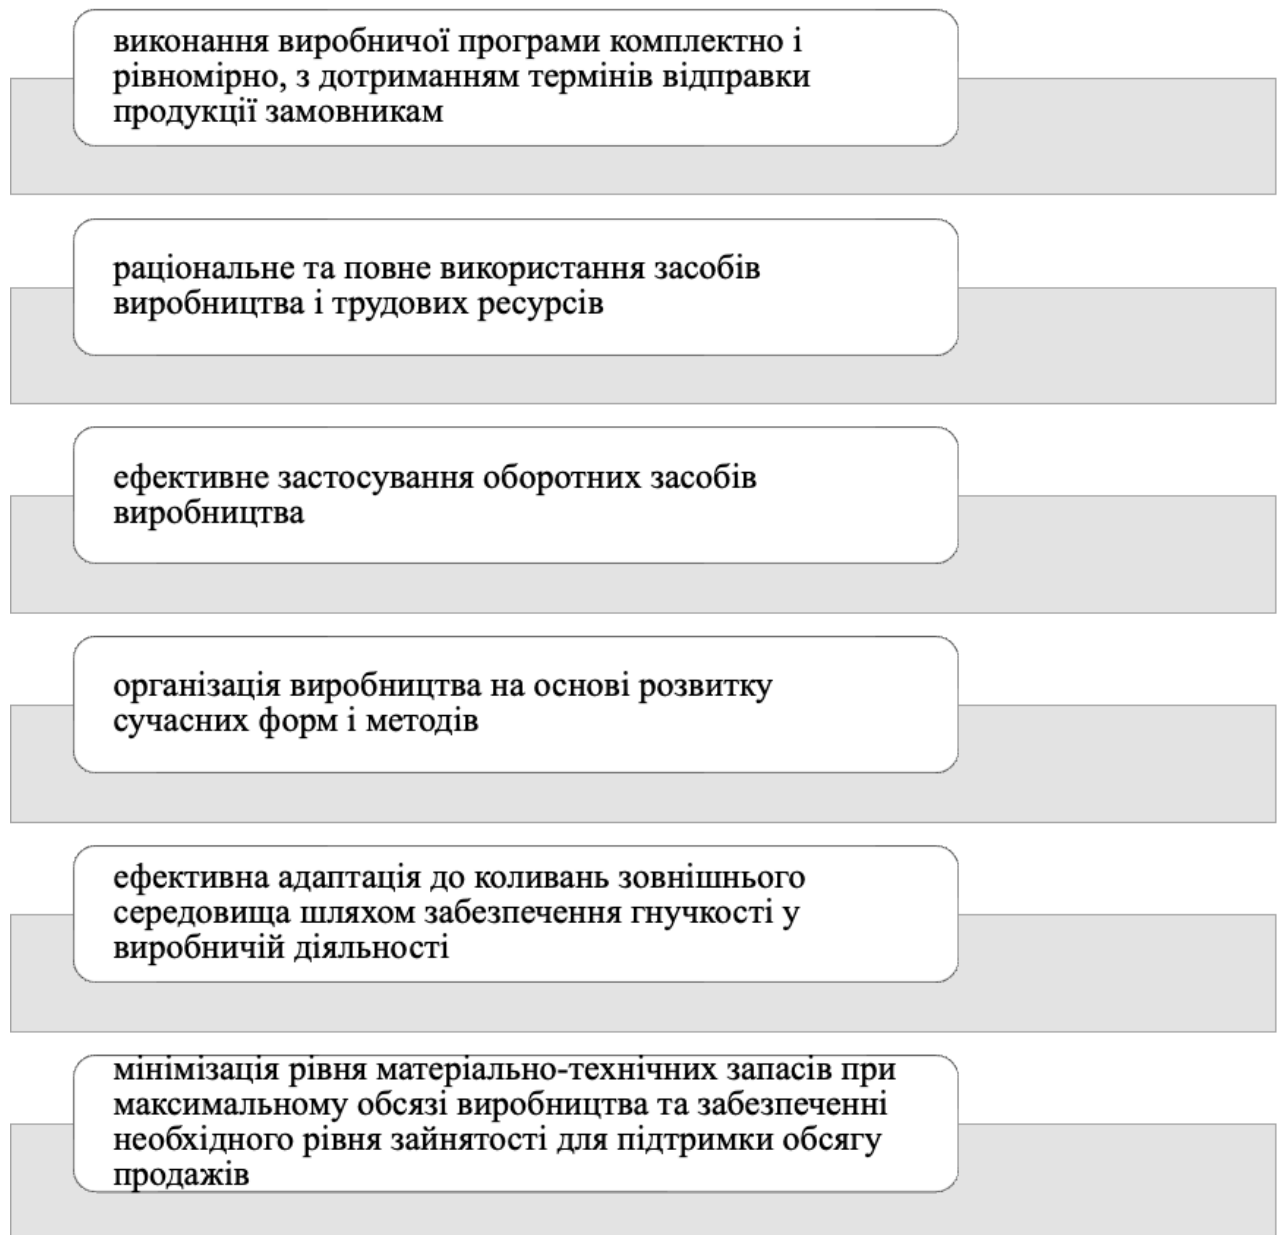 виконання виробничої програми комплектно і
рівномірно, з дотриманням термінів відправки
продукції замовникам
раціональне та повне використання засобів
виробництва і трудових ресурсів
ефективне застосування оборотних засобів
виробництва
організація виробництва на основі розвитку
сучасних форм і методів
ефективна адаптація до коливань зовнішнього
середовища шляхом забезпечення гнучкості у
виробничій діяльності
мінімізація рівня матеріально-технічних запасів при
максимальному обсязі виробництва та забезпеченні
необхідного рівня зайнятості для підтримки обсягу
продажів